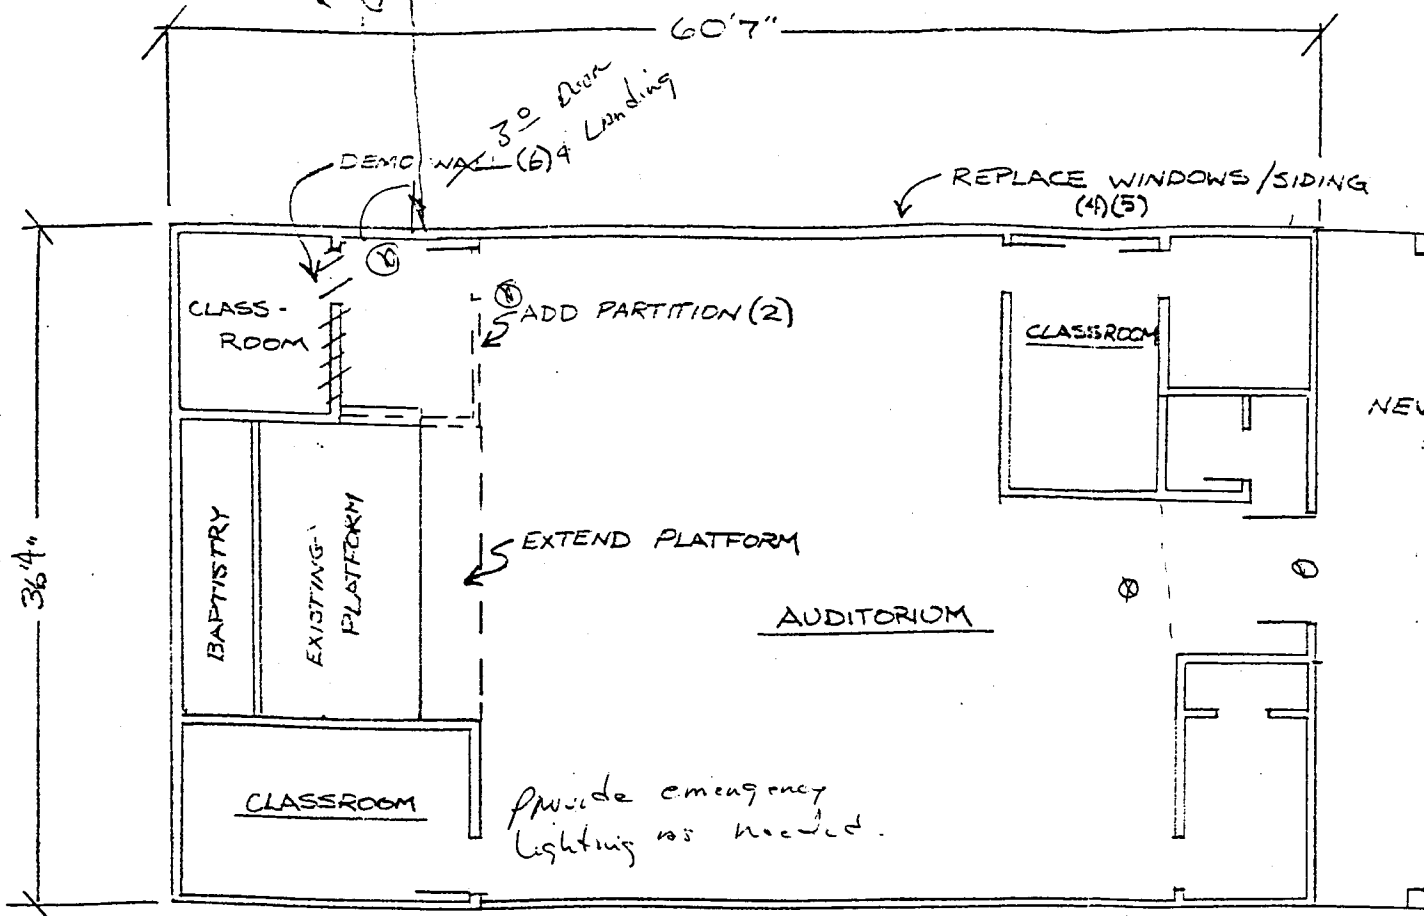 60'7"
3º Door
& Landing
DEMO WALL (6)
REPLACE WINDOWS/SIDING
(4)(5)
CLASS-
ROOM
ADD PARTITION (2)
CLASSROOM
36'4"
BAPTISTRY
EXISTING
PLATFORM
EXTEND PLATFORM
AUDITORIUM
CLASSROOM
Provide emergency
lighting as needed.